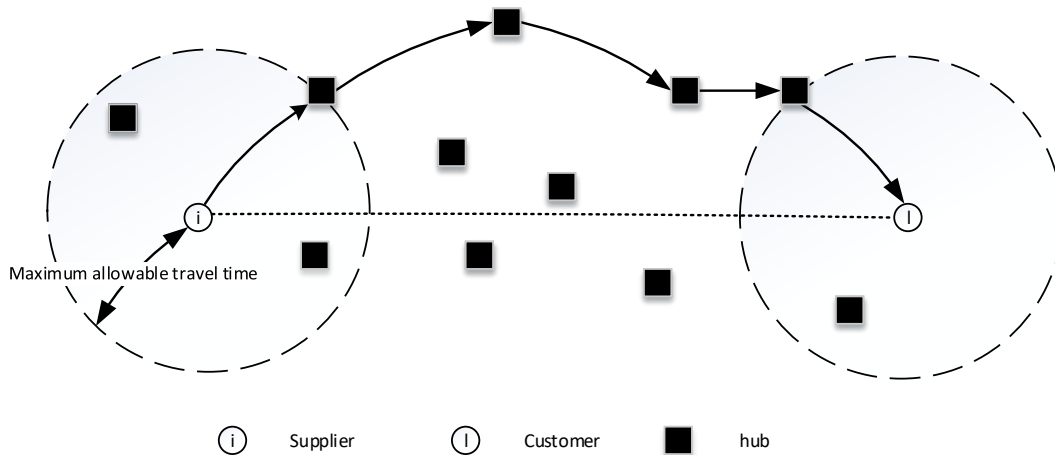 i
l
Maximum allowable travel time
i Supplier l Customer hub